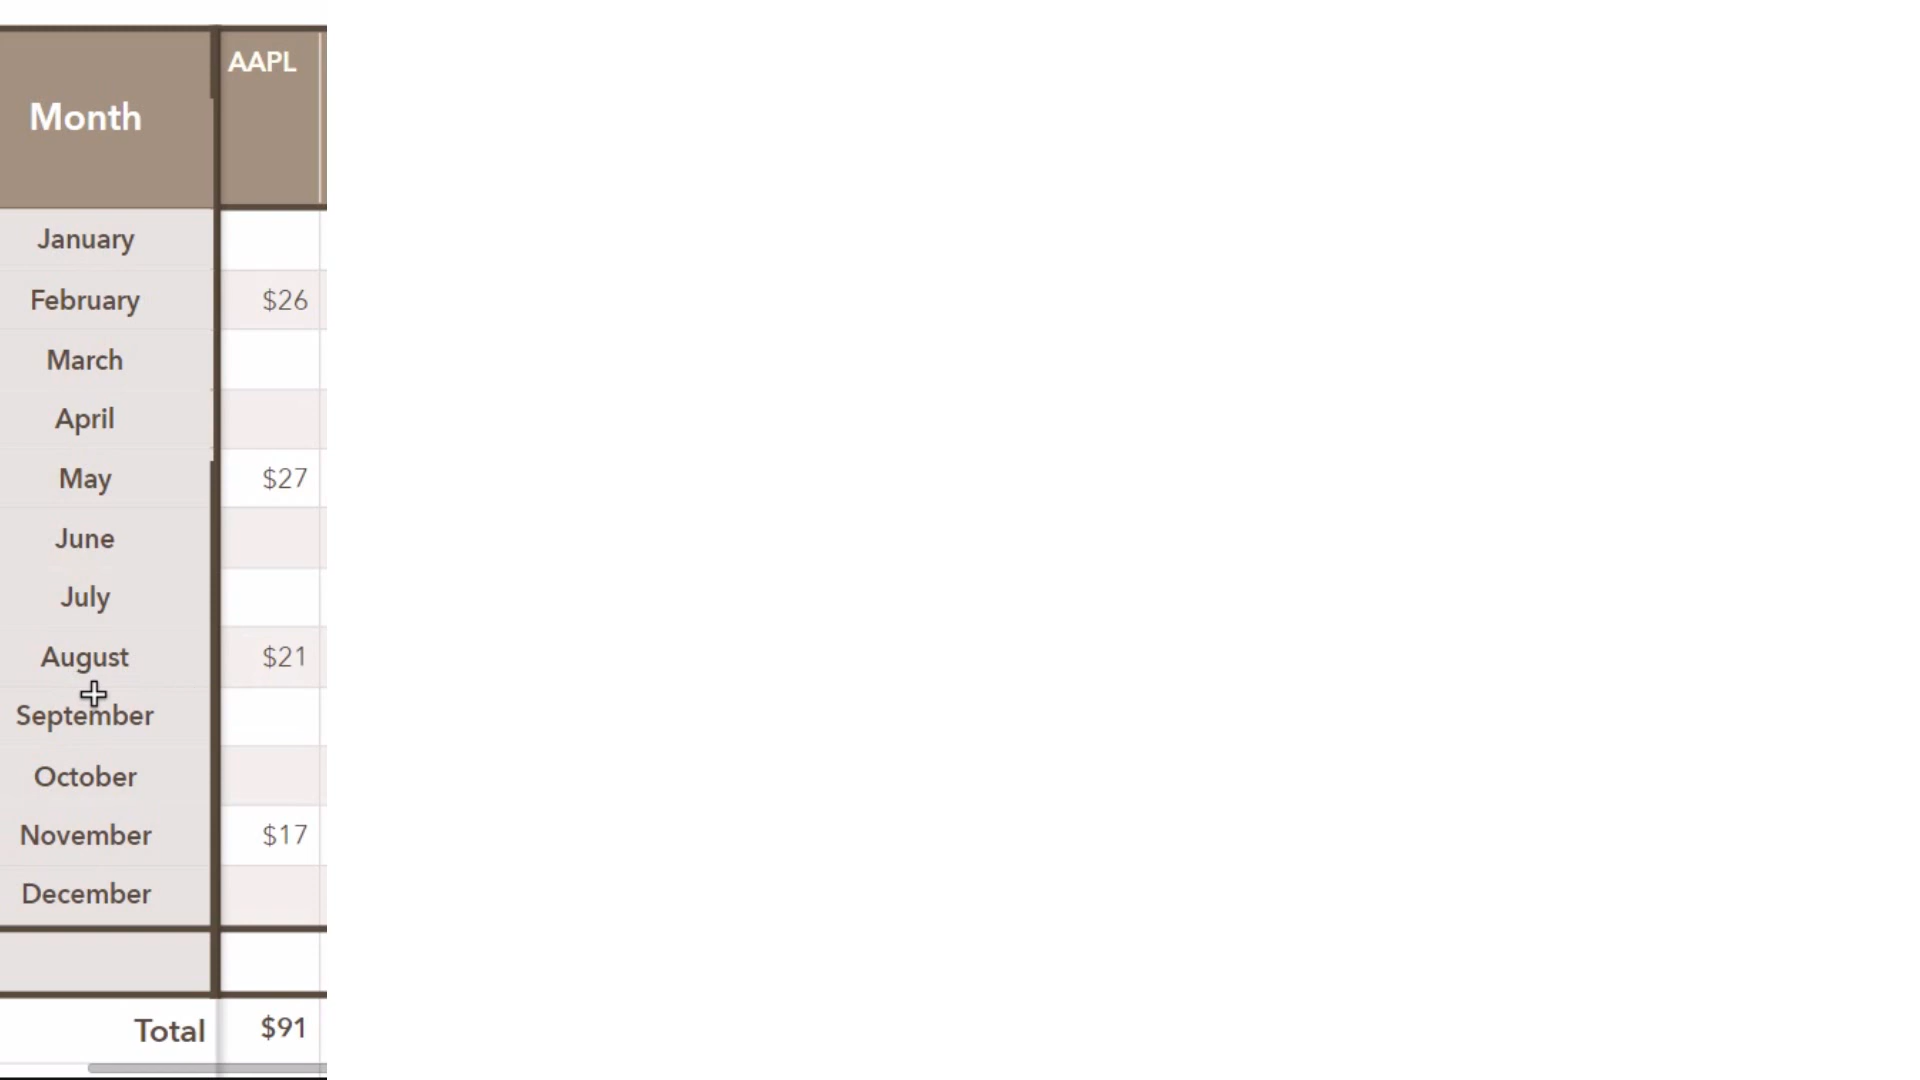 AAPL
Month
January
February $26
March
April
May $27
June
July
August $21
September
October
November $17
December
Total $91